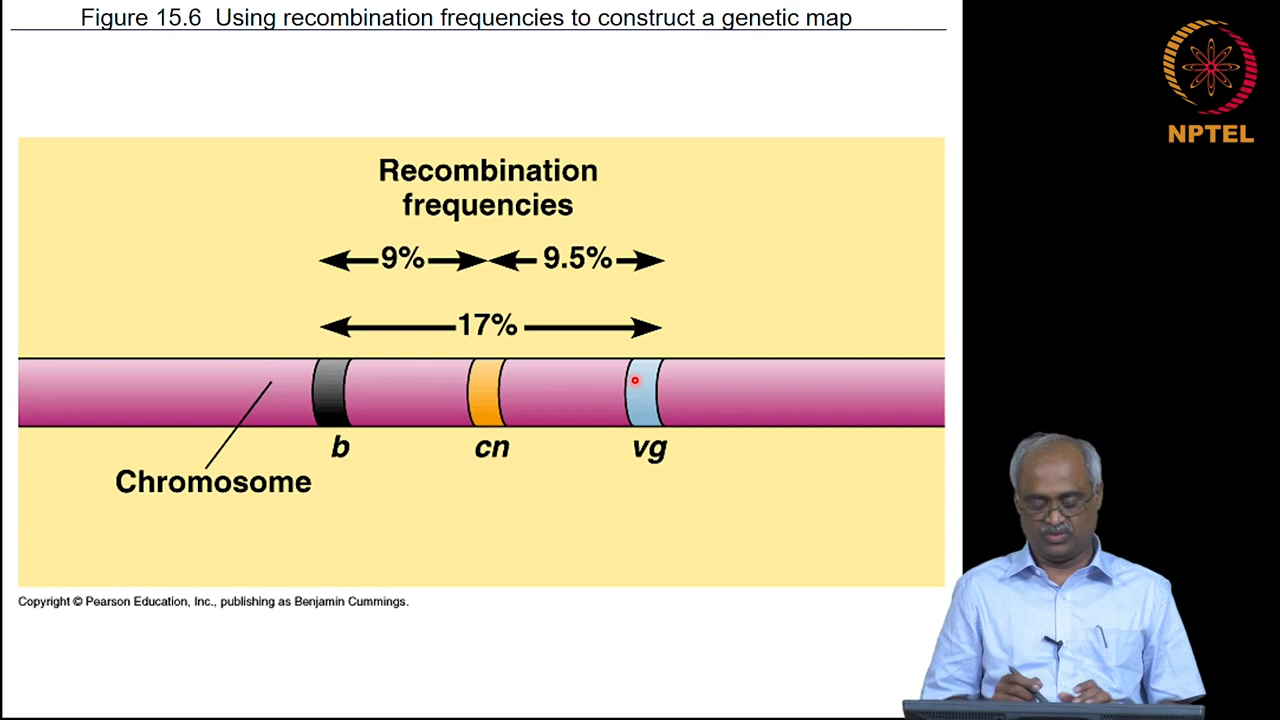 Figure 15.6 Using recombination frequencies to construct a genetic map
NPTEL
Recombination
frequencies
9%
9.5%
17%
b
cn
vg
Chromosome
Copyright © Pearson Education, Inc., publishing as Benjamin Cummings.